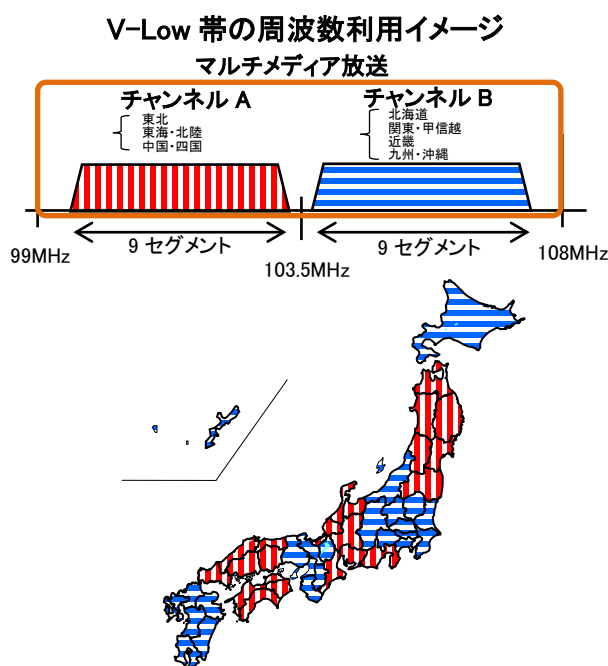 V-Low 帯の周波数利用イメージ
マルチメディア放送
チャンネル A
東北
東海・北陸
中国・四国
チャンネル B
北海道
関東・甲信越
近畿
九州・沖縄
9 セグメント
9 セグメント
99MHz
103.5MHz
108MHz